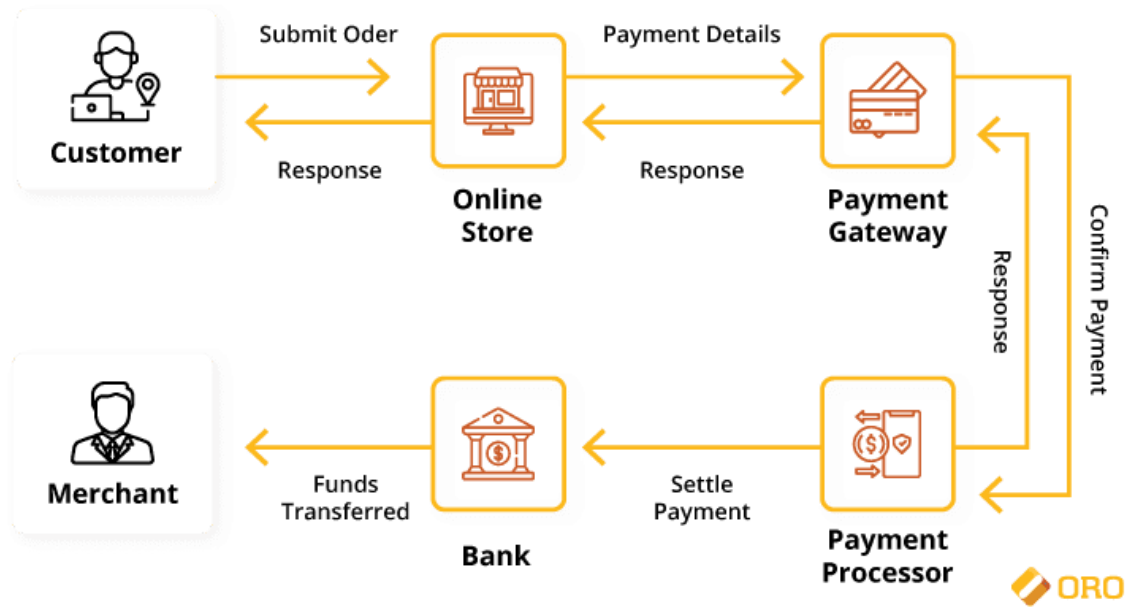 Submit Oder
Payment Details
Customer
Response
Response
Online
Store
Payment
Gateway
Response
Confirm Payment
Merchant
Funds
Transferred
Settle
Payment
Bank
Payment
Processor
ORO